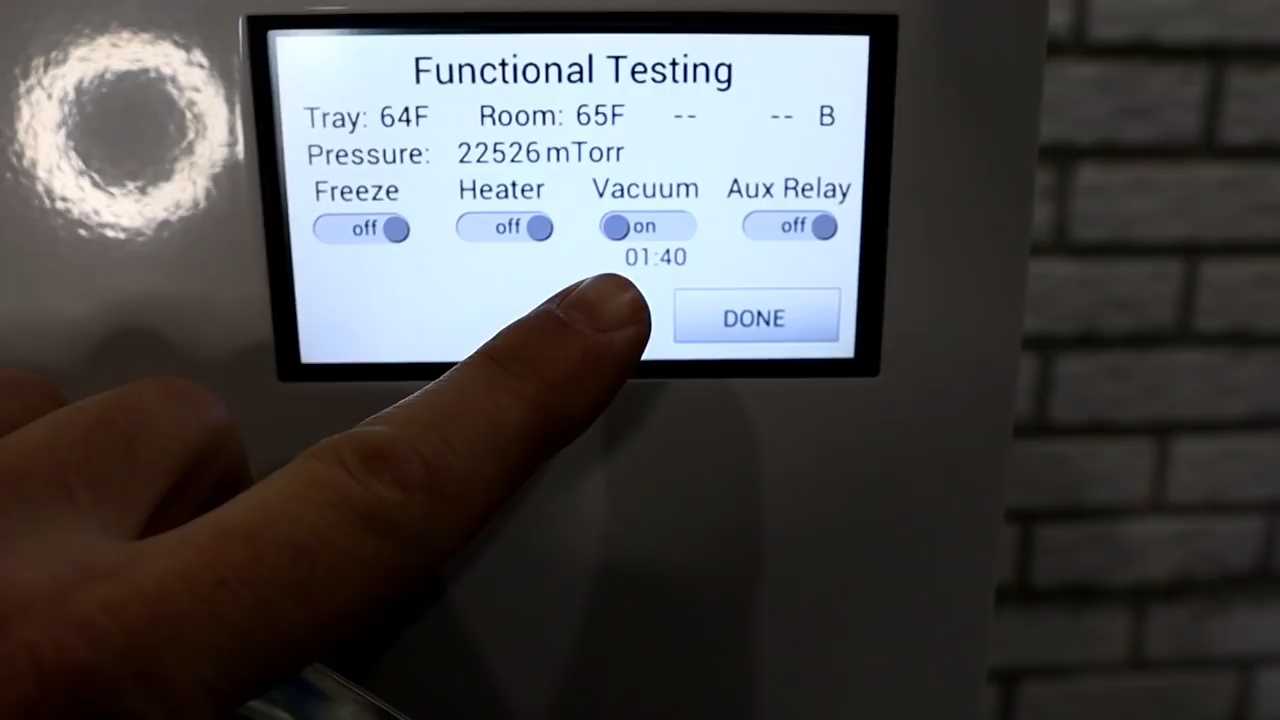 Functional Testing
Tray: 64F Room: 65F -- -- B
Pressure: 22526 mTorr
Freeze Heater Vacuum Aux Relay
off off on off
01:40
DONE